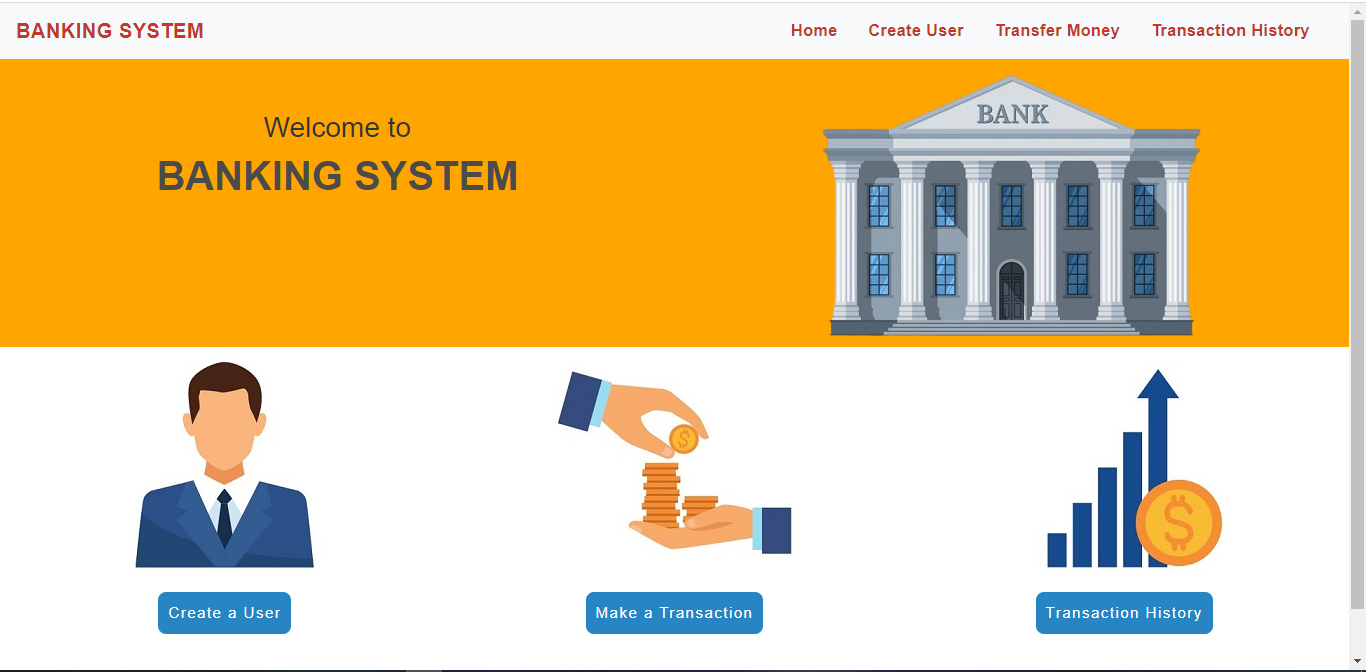 BANKING SYSTEM
Home Create User Transfer Money Transaction History
Welcome to
BANKING SYSTEM
BANK
$
$
Create a User
Make a Transaction
Transaction History